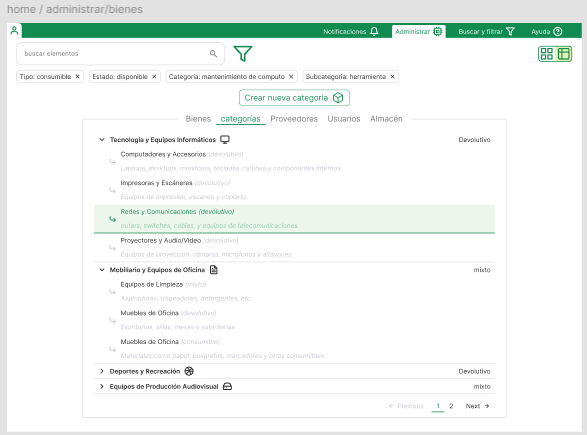 home / administrar/bienes
Notificaciones Administrar Buscar y filtrar Ayuda
buscar elementos
Tipo: consumible × Estado: disponible × Categoría: mantenimiento de computo × Subcategoría: herramienta ×
Crear nueva categoria
Bienes categorías Proveedores Usuarios Almacén
Tecnología y Equipos Informáticos Devolutivo
Computadores y Accesorios (devolutivo)
Laptops, desktops, monitores, teclados, ratones y componentes internos.
Impresoras y Escáneres (devolutivo)
Equipos de impresión, escaneo y copiado.
Redes y Comunicaciones (devolutivo)
outers, switches, cables, y equipos de telecomunicaciones
Proyectores y Audio/Video (devolutivo)
Equipos de proyección, cámaras, micrófonos y altavoces
Mobiliario y Equipos de Oficina mixto
Equipos de Limpieza (mixto)
Aspiradoras, trapeadores, detergentes, etc.
Muebles de Oficina (devolutivo)
Escritorios, sillas, mesas y estanterías
Muebles de Oficina (consumible)
Materiales como papel, bolígrafos, marcadores y otros consumibles.
Deportes y Recreación Devolutivo
Equipos de Producción Audiovisual mixto
← Previous 1 2 Next →